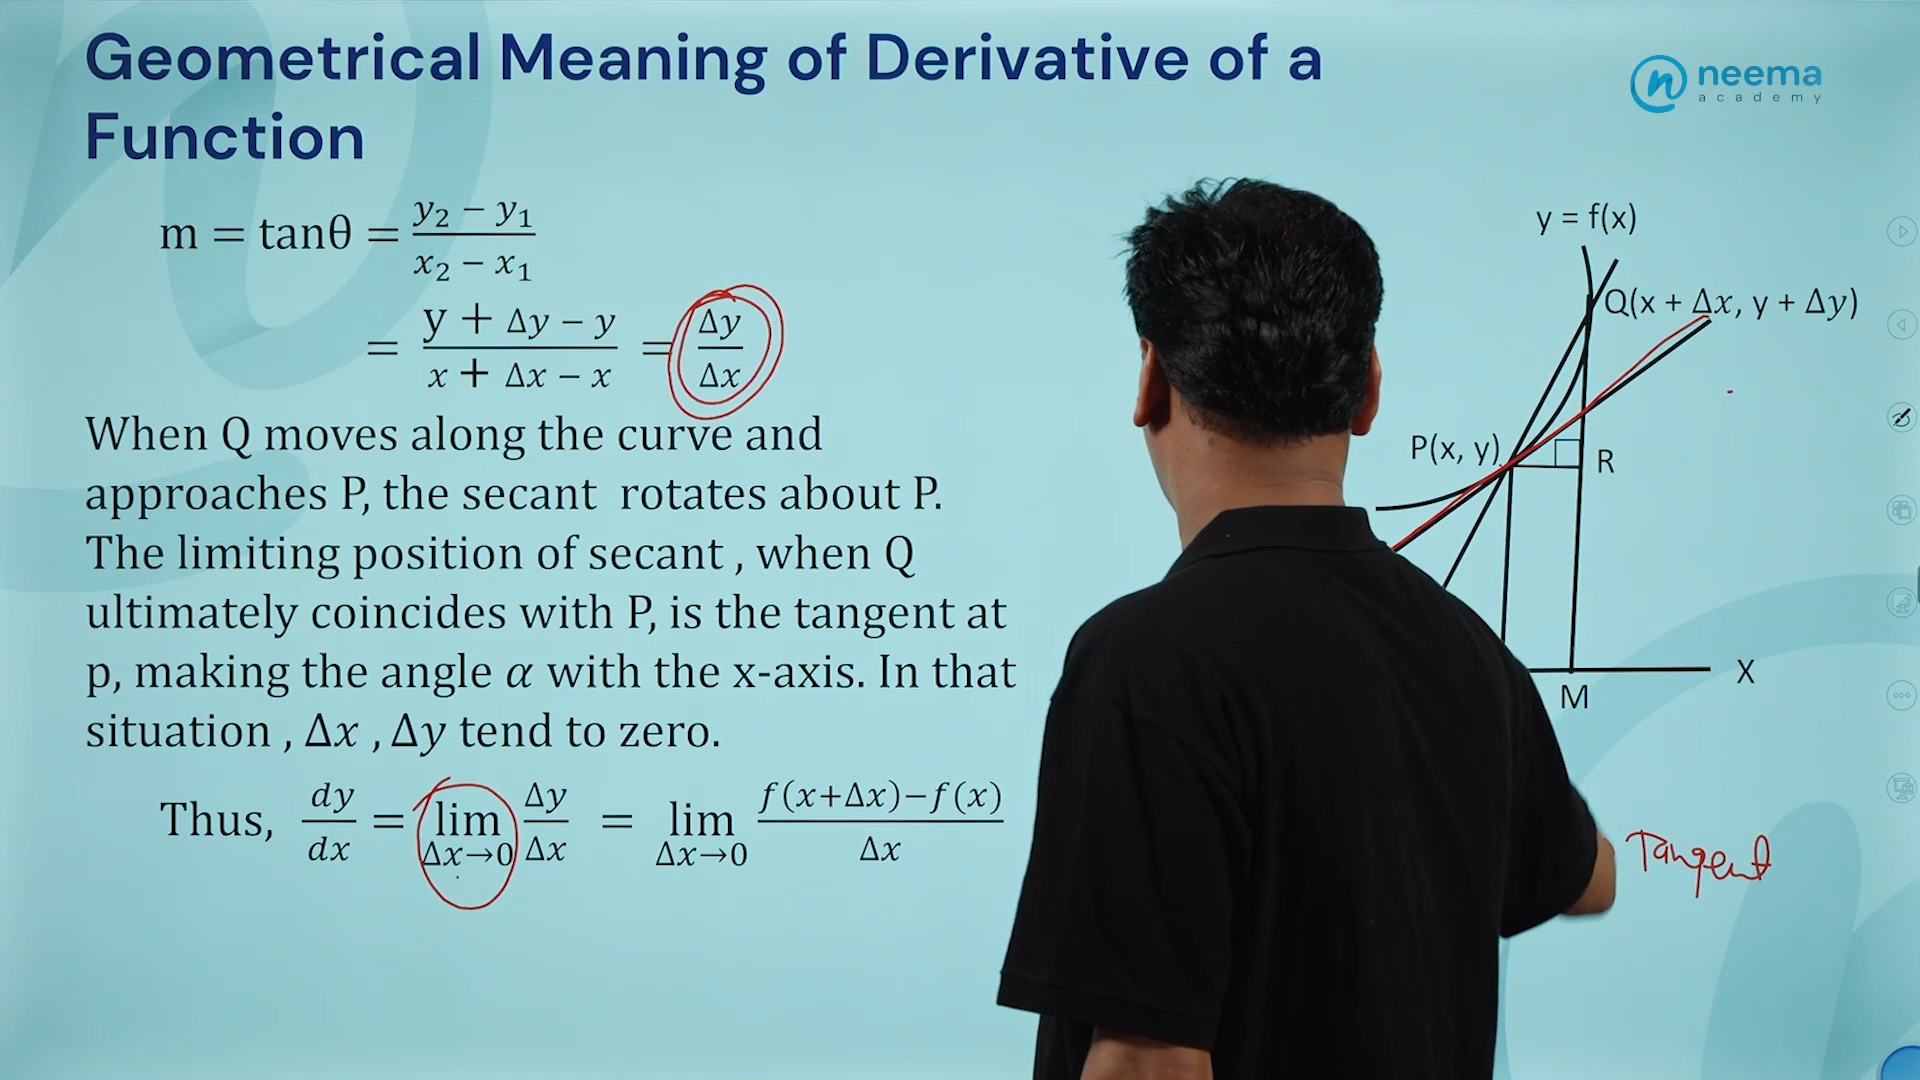 Geometrical Meaning of Derivative of a
Function
neema
academy
m = tanθ = (y₂ − y₁)/(x₂ − x₁)
= (y + Δy − y)/(x + Δx − x) = Δy/Δx
When Q moves along the curve and
approaches P, the secant rotates about P.
The limiting position of secant , when Q
ultimately coincides with P, is the tangent at
p, making the angle α with the x-axis. In that
situation , Δx , Δy tend to zero.
Thus, dy/dx = lim Δx→0 Δy/Δx = lim Δx→0 (f(x+Δx)−f(x))/Δx
y = f(x)
Q(x + Δx, y + Δy)
P(x, y)
R
X
M
Tangent